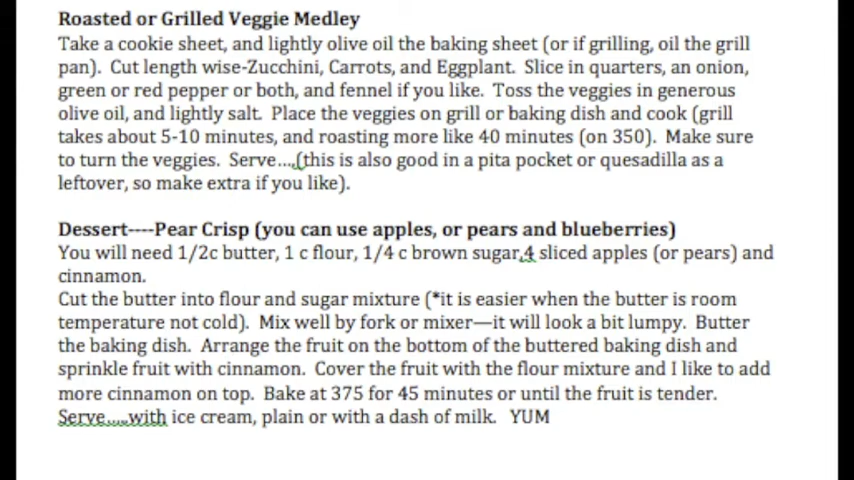 Roasted or Grilled Veggie Medley
Take a cookie sheet, and lightly olive oil the baking sheet (or if grilling, oil the grill
pan).  Cut length wise-Zucchini, Carrots, and Eggplant.  Slice in quarters, an onion,
green or red pepper or both, and fennel if you like.  Toss the veggies in generous
olive oil, and lightly salt.  Place the veggies on grill or baking dish and cook (grill
takes about 5-10 minutes, and roasting more like 40 minutes (on 350).  Make sure
to turn the veggies.  Serve....(this is also good in a pita pocket or quesadilla as a
leftover, so make extra if you like).
Dessert----Pear Crisp (you can use apples, or pears and blueberries)
You will need 1/2c butter, 1 c flour, 1/4 c brown sugar,4 sliced apples (or pears) and
cinnamon.
Cut the butter into flour and sugar mixture (*it is easier when the butter is room
temperature not cold).  Mix well by fork or mixer—it will look a bit lumpy.  Butter
the baking dish.  Arrange the fruit on the bottom of the buttered baking dish and
sprinkle fruit with cinnamon.  Cover the fruit with the flour mixture and I like to add
more cinnamon on top.  Bake at 375 for 45 minutes or until the fruit is tender.
Serve.....with ice cream, plain or with a dash of milk.   YUM